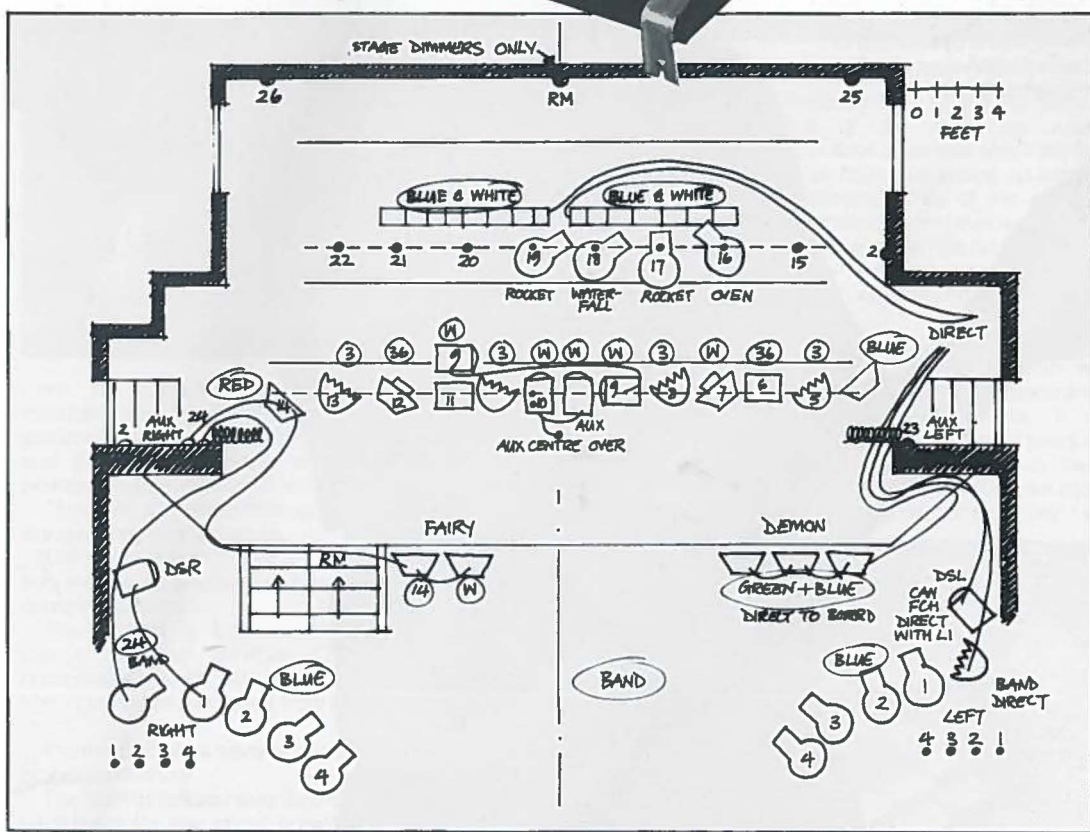 STAGE DIMMERS ONLY
26
RM
25
0 1 2 3 4
FEET
BLUE & WHITE BLUE & WHITE
22 21 20 19 18 17 16 15 2
ROCKET WATER-
FALL
ROCKET OVEN
DIRECT
W
3 36 9 3 W W W 3 W 36 3 BLUE
RED
13 12 11 10 9 8 7 6 5
AUX
RIGHT
2 24
AUX
AUX CENTRE OVER
23
AUX
LEFT
FAIRY DEMON
RM
14 W
GREEN + BLUE
DIRECT TO BOARD
DSR
DSL
CAN
FCH
DIRECT
WITH L1
24
BAND
BAND
BLUE
BLUE
1 2 3 4
RIGHT
1 2 3 4
4 3 2 1
LEFT
4 3 2 1
BAND
DIRECT